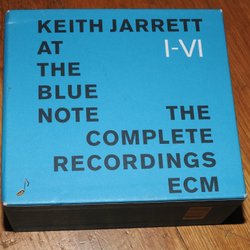 KEITH JARRETT
AT I-VI
THE
BLUE
NOTE THE
COMPLETE
RECORDINGS
ECM